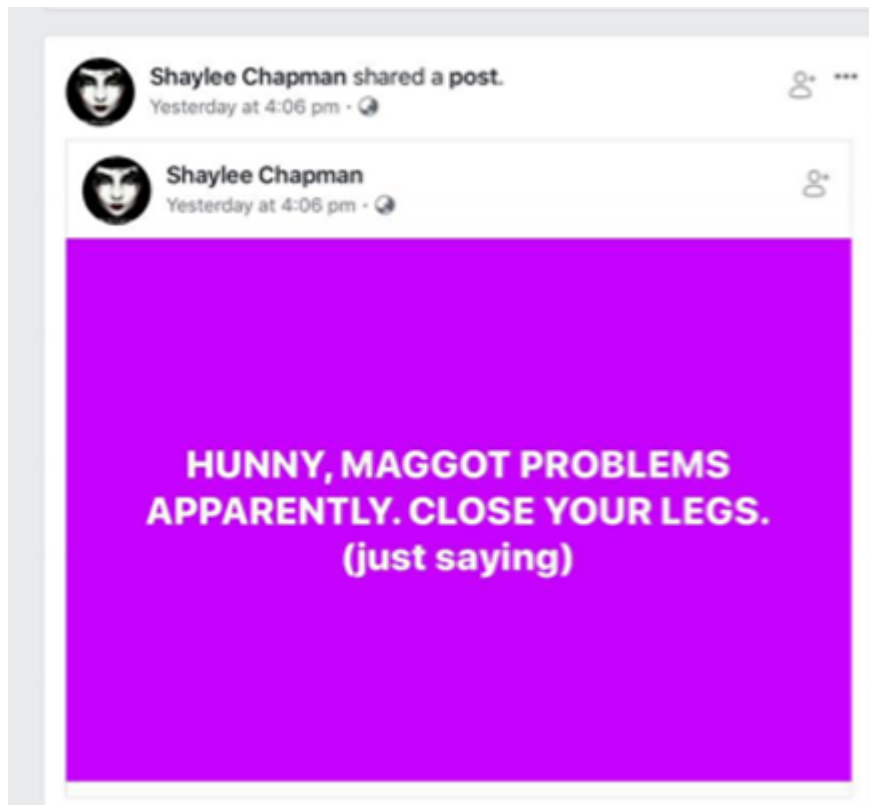 Shaylee Chapman shared a post.
Yesterday at 4:06 pm ·
Shaylee Chapman
Yesterday at 4:06 pm ·
HUNNY, MAGGOT PROBLEMS
APPARENTLY. CLOSE YOUR LEGS.
(just saying)